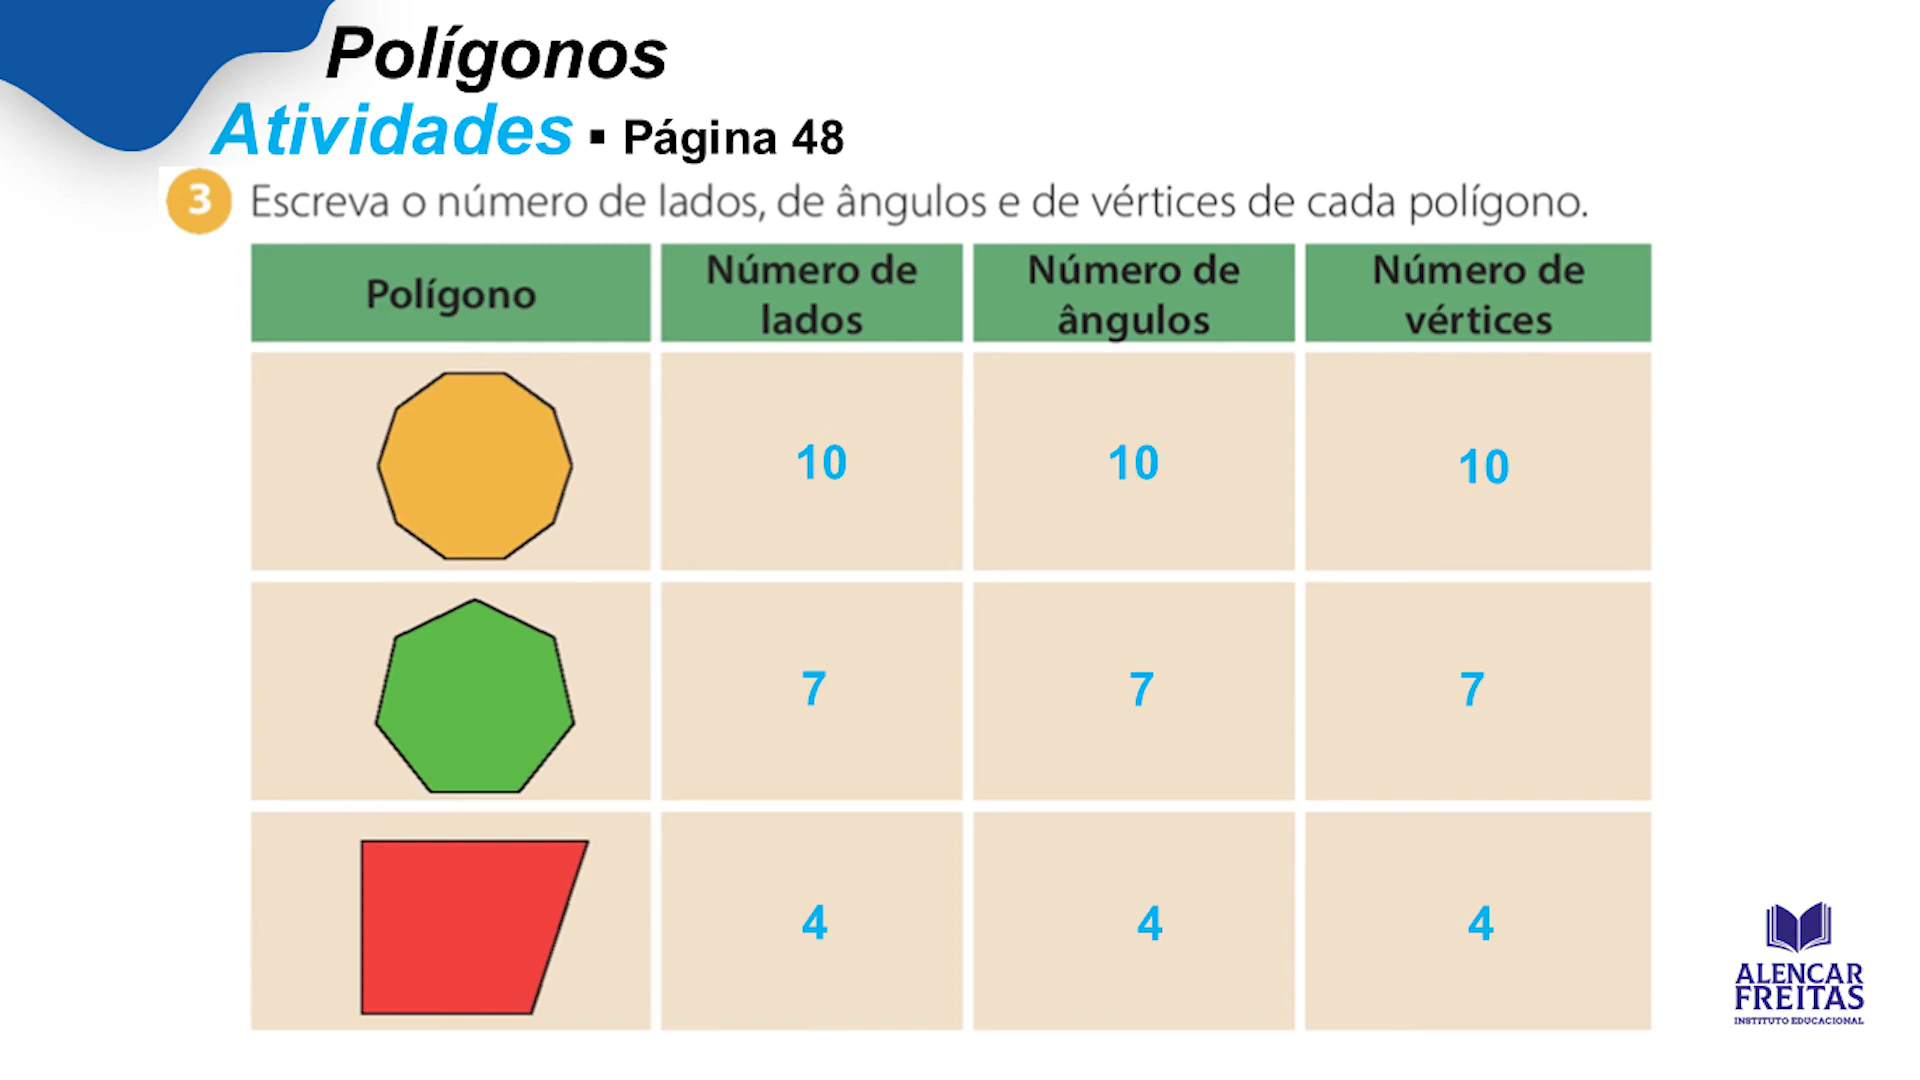 Polígonos
Atividades ▪ Página 48
3 Escreva o número de lados, de ângulos e de vértices de cada polígono.
Polígono
Número de lados
Número de ângulos
Número de vértices
10 10 10
7 7 7
4 4 4
ALENCAR
FREITAS
INSTITUTO EDUCACIONAL